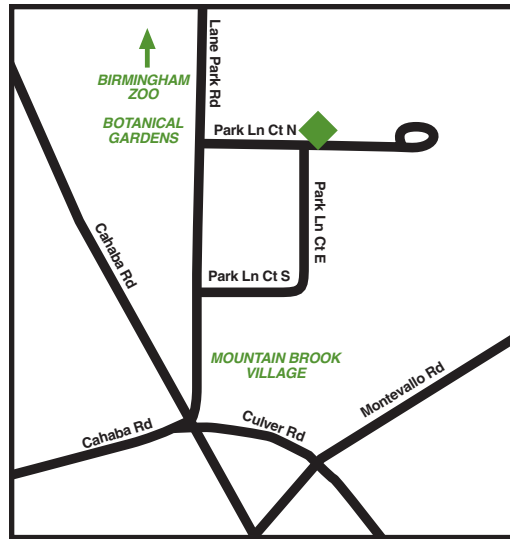 Lane Park Rd
BIRMINGHAM
ZOO
BOTANICAL
GARDENS
Park Ln Ct N
Park Ln Ct E
Cahaba Rd
Park Ln Ct S
MOUNTAIN BROOK
VILLAGE
Montevallo Rd
Cahaba Rd
Culver Rd